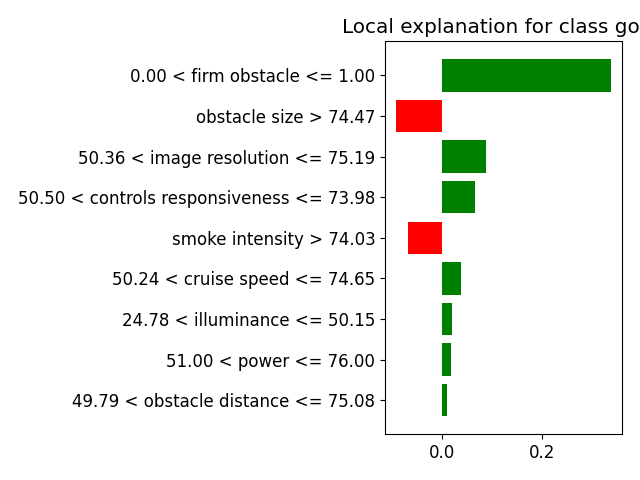 Local explanation for class go
0.00 < firm obstacle <= 1.00
obstacle size > 74.47
50.36 < image resolution <= 75.19
50.50 < controls responsiveness <= 73.98
smoke intensity > 74.03
50.24 < cruise speed <= 74.65
24.78 < illuminance <= 50.15
51.00 < power <= 76.00
49.79 < obstacle distance <= 75.08
0.0 0.2